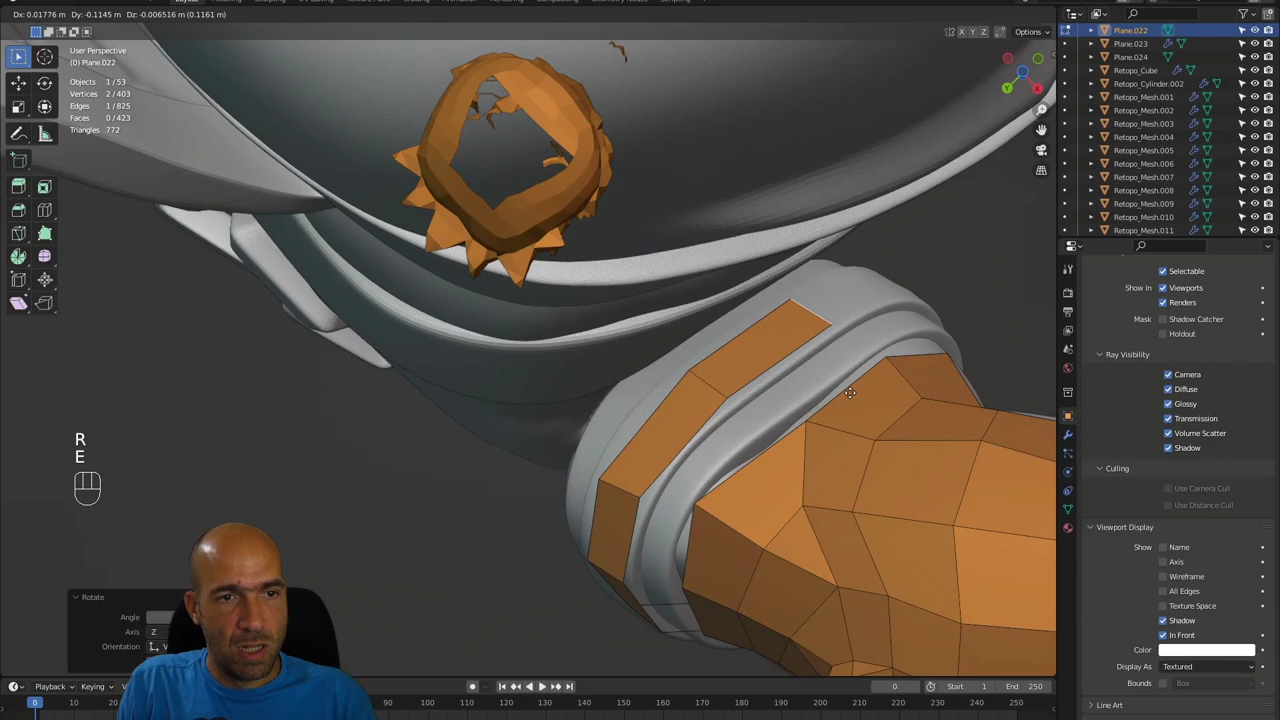 Dx: 0.01776 m  Dy: -0.1145 m  Dz: -0.006516 m (0.1161 m)
X Y Z
Options
User Perspective
(0) Plane.022
Objects 1 / 53
Vertices 2 / 403
Edges 1 / 825
Faces 0 / 423
Triangles 772
X
Y
Plane.022
Plane.023
Plane.024
Retopo_Cube
Retopo_Cylinder.002
Retopo_Mesh.001
Retopo_Mesh.002
Retopo_Mesh.003
Retopo_Mesh.004
Retopo_Mesh.005
Retopo_Mesh.006
Retopo_Mesh.007
Retopo_Mesh.008
Retopo_Mesh.009
Retopo_Mesh.010
Retopo_Mesh.011
Selectable
Show In Viewports
Renders
Mask Shadow Catcher
Holdout
Ray Visibility
Camera
Diffuse
Glossy
Transmission
Volume Scatter
Shadow
Culling
Use Camera Cull
Use Distance Cull
Viewport Display
Show Name
Axis
Wireframe
All Edges
Texture Space
Shadow
In Front
Color
Display As Textured
Bounds Box
Line Art
R
E
Rotate
Angle
Axis Z
Orientation
Playback Keying
0 Start 1 End 250
0 10 70 80 90 100 110 120 130 140 150 160 170 180 190 200 210 220 230 240 250